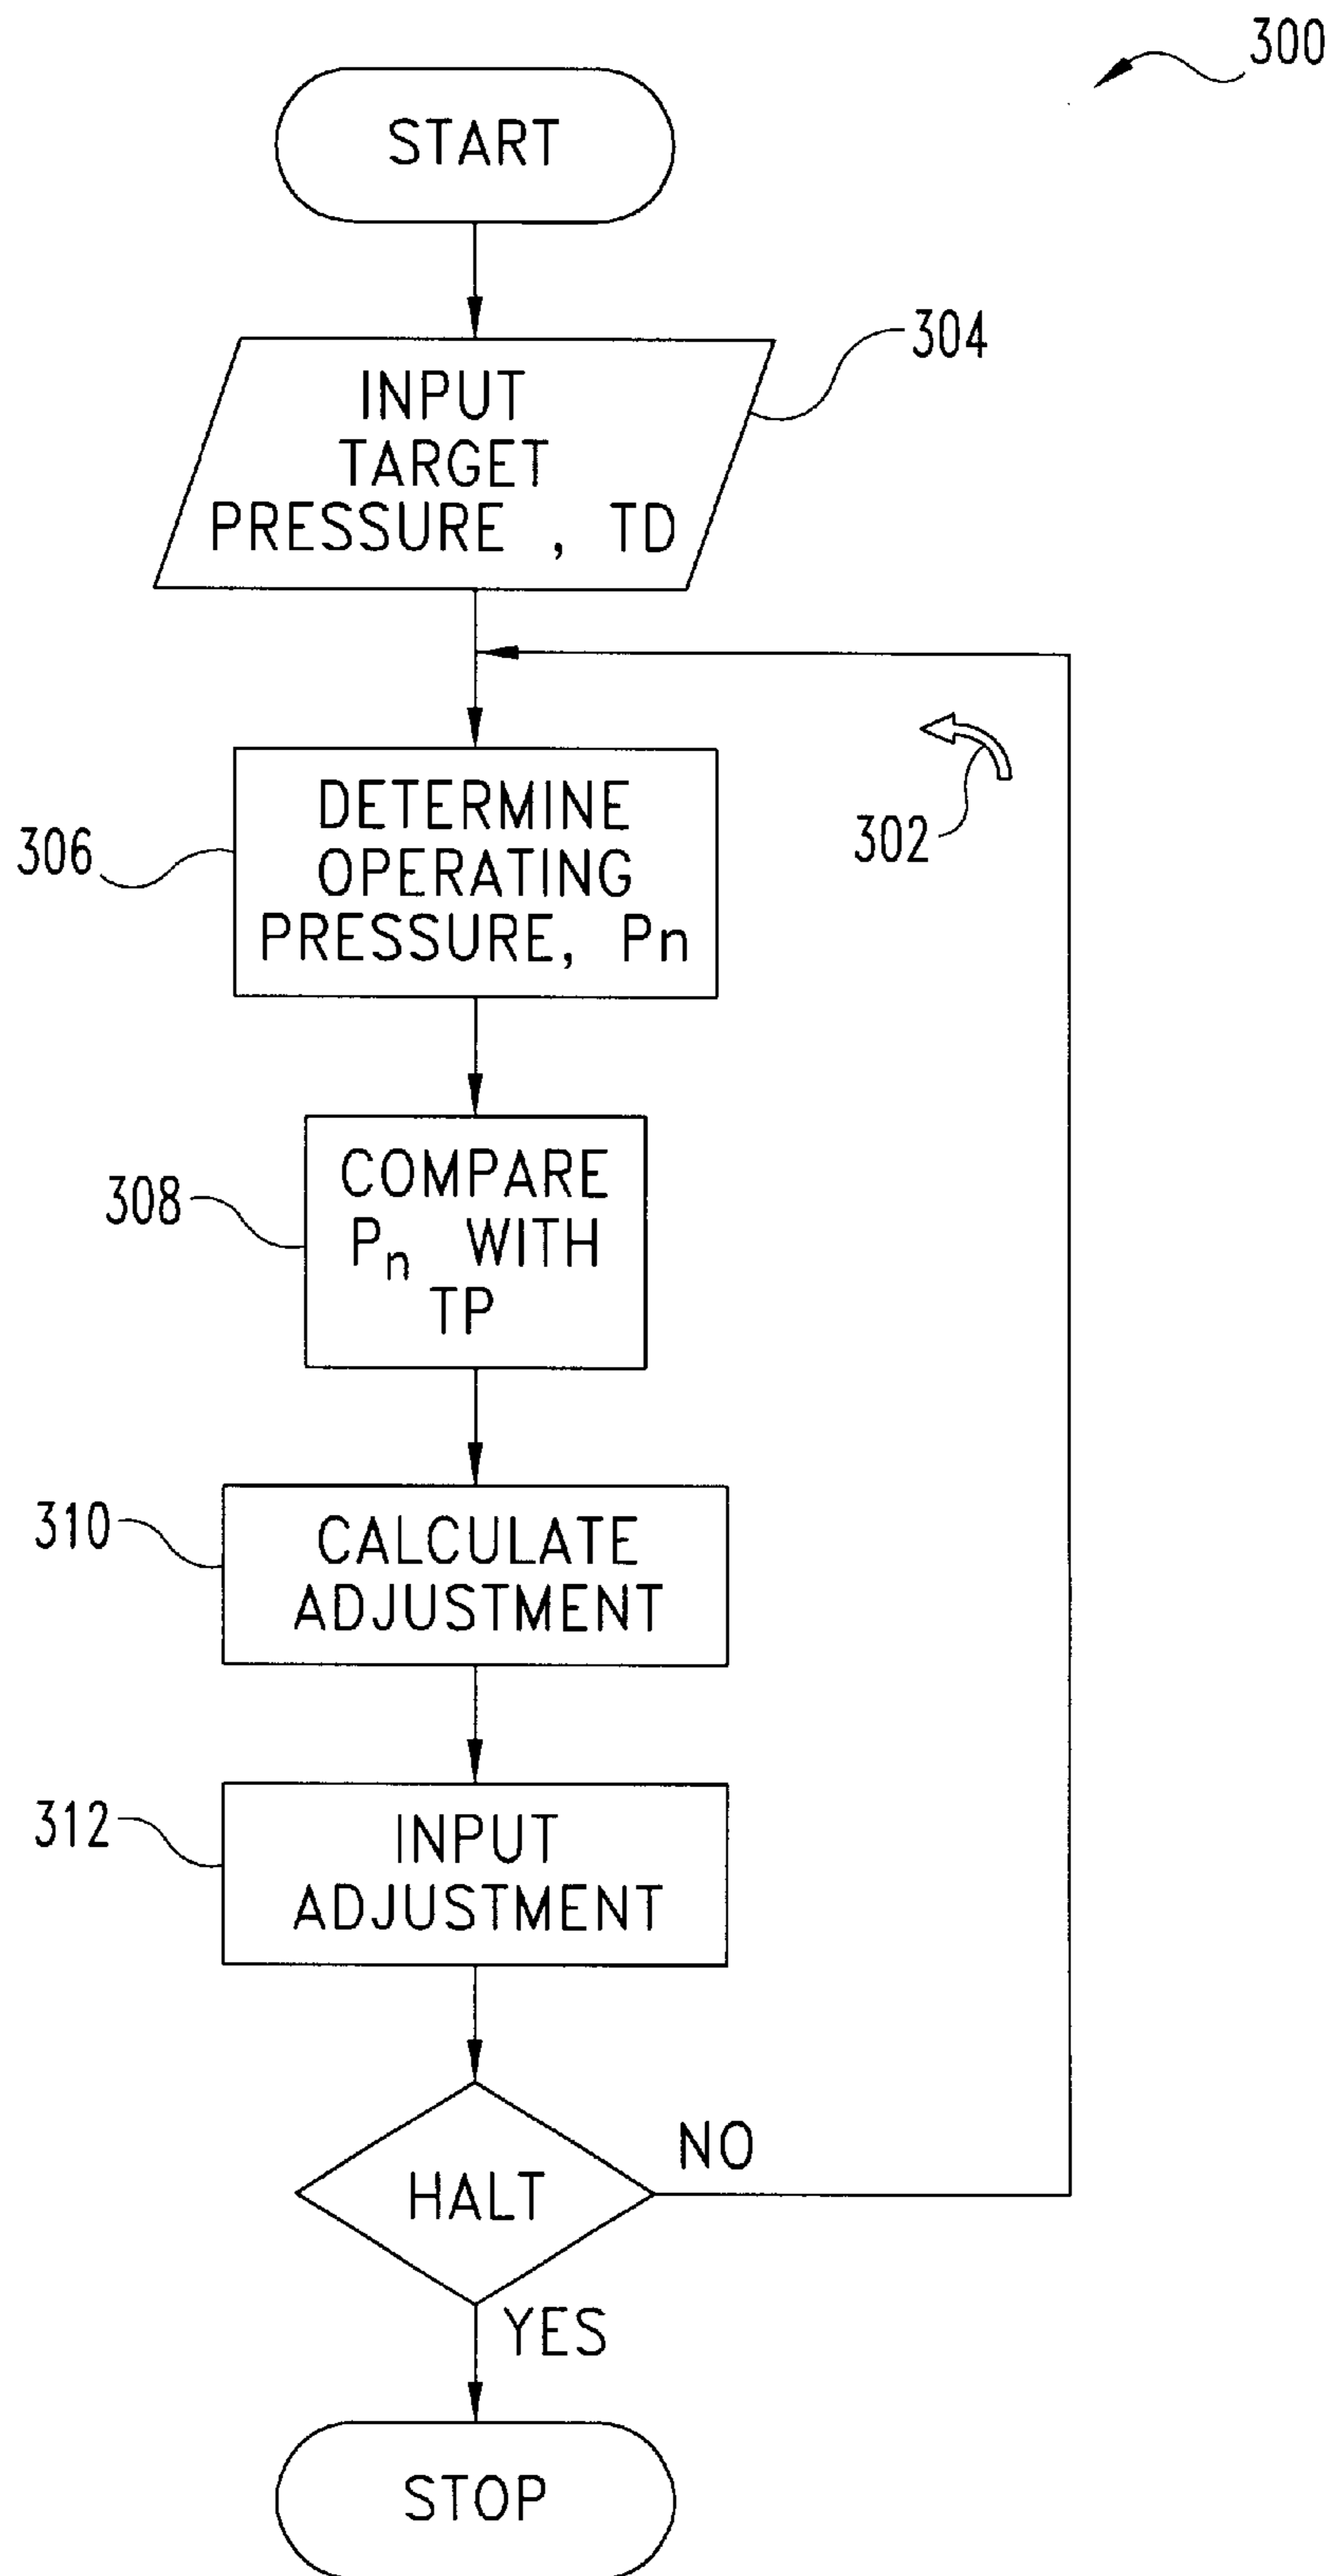 300
START
304
INPUT
TARGET
PRESSURE , TD
302
306
DETERMINE
OPERATING
PRESSURE, Pn
308
COMPARE
Pn WITH
TP
310
CALCULATE
ADJUSTMENT
312
INPUT
ADJUSTMENT
HALT
NO
YES
STOP